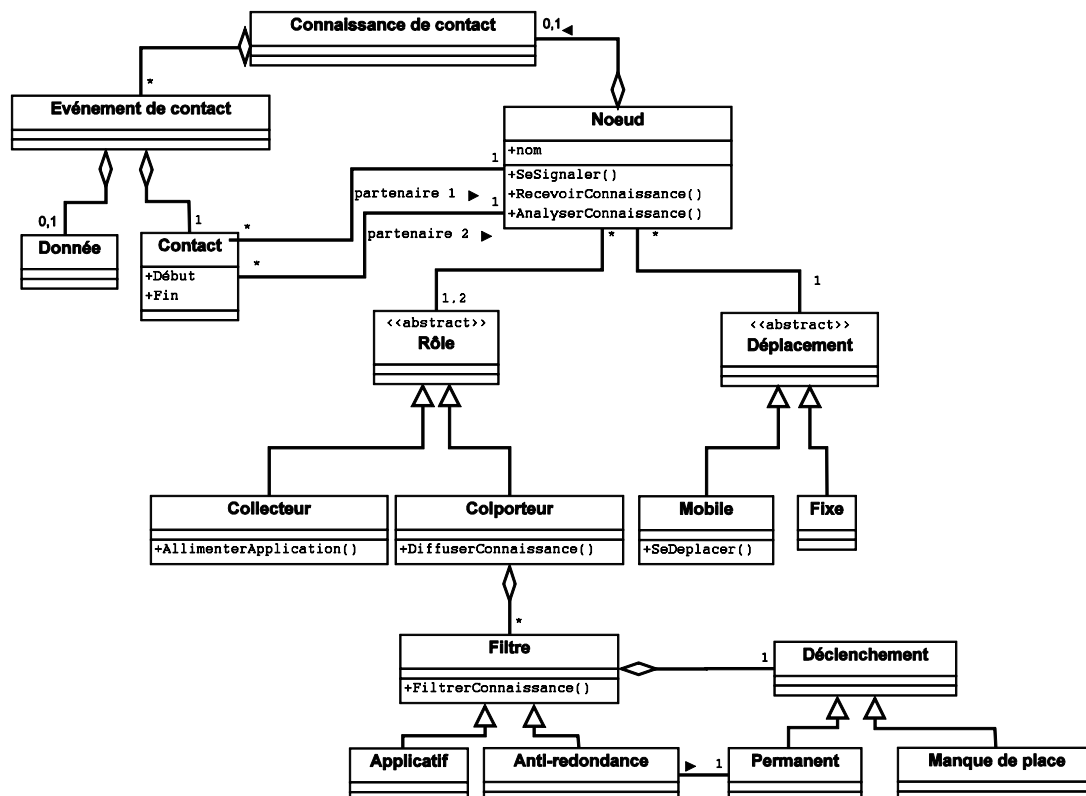 Connaissance de contact
0,1
*
Evénement de contact
Noeud
+nom
+SeSignaler()
+RecevoirConnaissance()
+AnalyserConnaissance()
1
partenaire 1
1
partenaire 2
0,1
1
*
*
*
*
Donnée
Contact
+Début
+Fin
1,2
1
<<abstract>>
Rôle
<<abstract>>
Déplacement
Collecteur
+AllimenterApplication()
Colporteur
+DiffuserConnaissance()
Mobile
+SeDeplacer()
Fixe
*
Filtre
+FiltrerConnaissance()
1
Déclenchement
Applicatif
Anti-redondance
1
Permanent
Manque de place